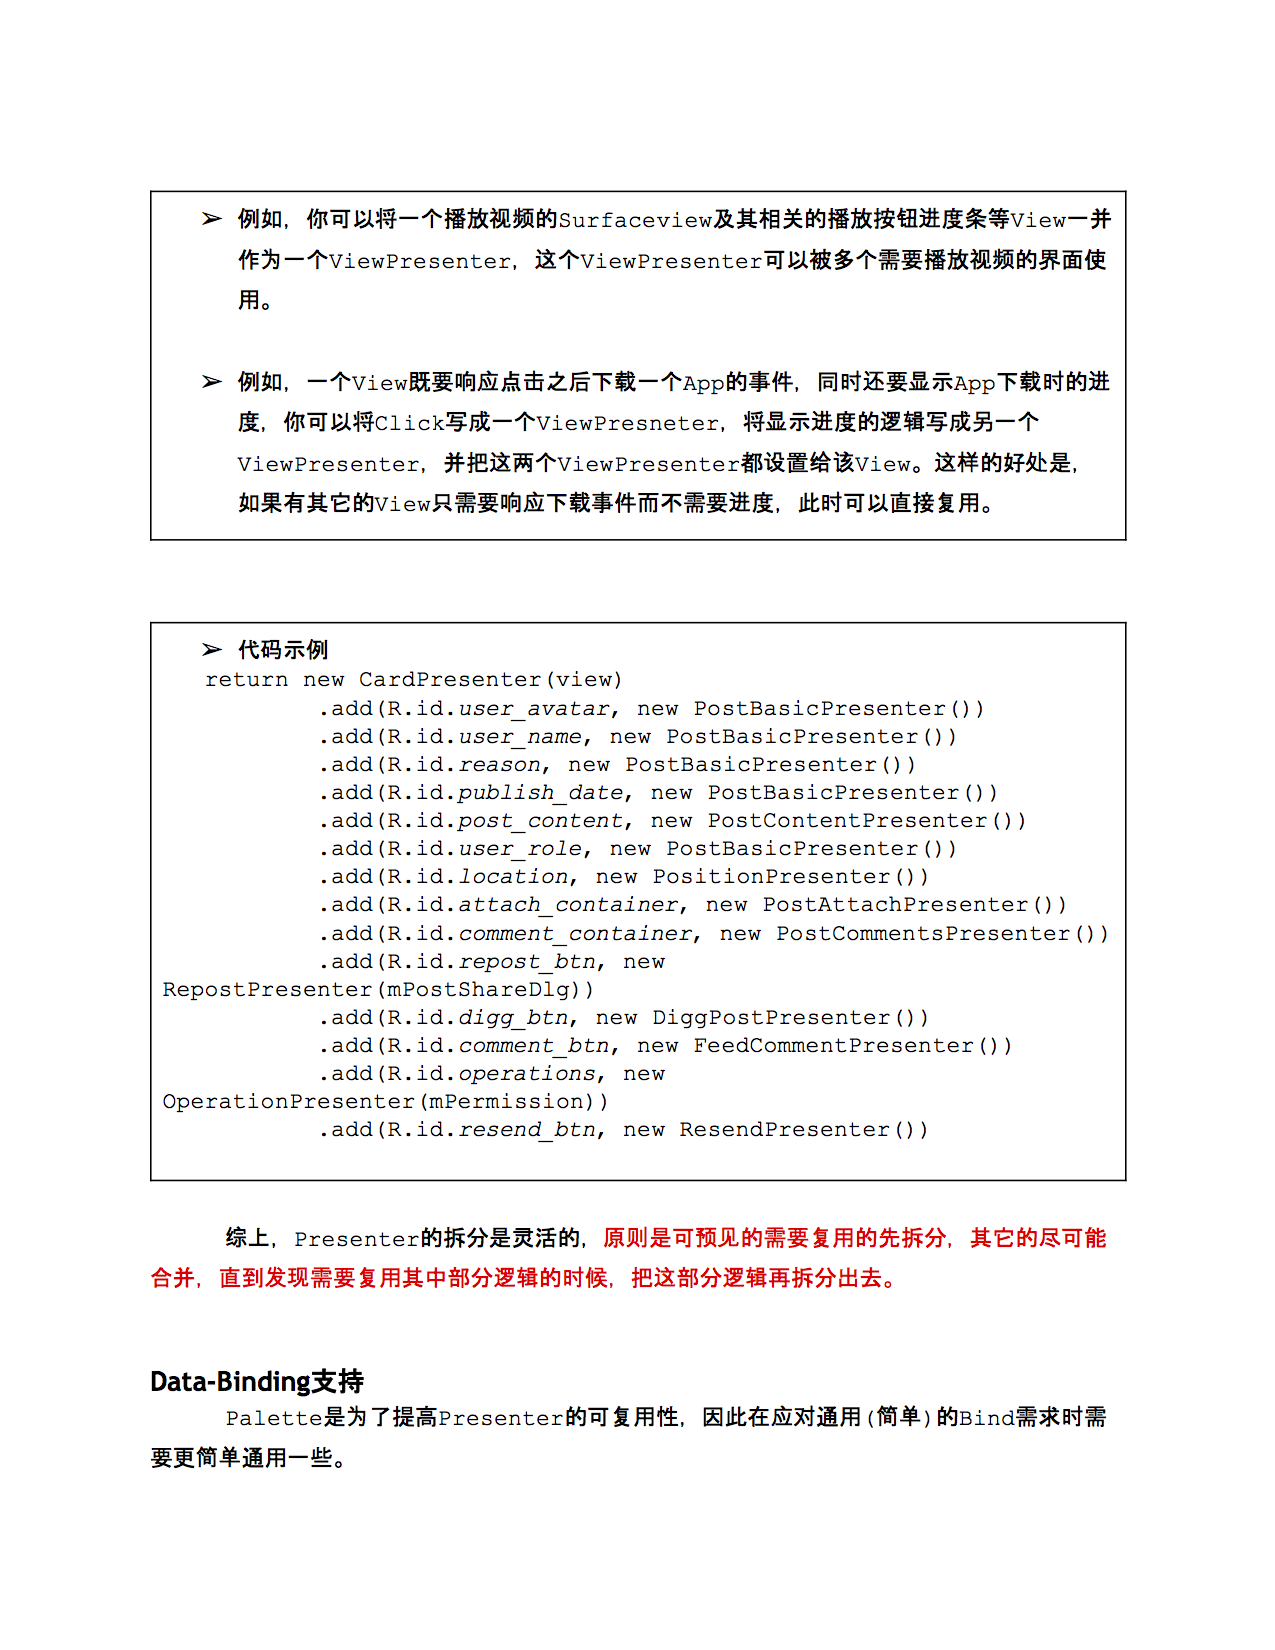 ➢ 例如，你可以将一个播放视频的Surfaceview及其相关的播放按钮进度条等View一并
作为一个ViewPresenter，这个ViewPresenter可以被多个需要播放视频的界面使
用。
➢ 例如，一个View既要响应点击之后下载一个App的事件，同时还要显示App下载时的进
度，你可以将Click写成一个ViewPresneter，将显示进度的逻辑写成另一个
ViewPresenter，并把这两个ViewPresenter都设置给该View。这样的好处是，
如果有其它的View只需要响应下载事件而不需要进度，此时可以直接复用。
➢ 代码示例
return new CardPresenter(view)
.add(R.id.user_avatar, new PostBasicPresenter())
.add(R.id.user_name, new PostBasicPresenter())
.add(R.id.reason, new PostBasicPresenter())
.add(R.id.publish_date, new PostBasicPresenter())
.add(R.id.post_content, new PostContentPresenter())
.add(R.id.user_role, new PostBasicPresenter())
.add(R.id.location, new PositionPresenter())
.add(R.id.attach_container, new PostAttachPresenter())
.add(R.id.comment_container, new PostCommentsPresenter())
.add(R.id.repost_btn, new
RepostPresenter(mPostShareDlg))
.add(R.id.digg_btn, new DiggPostPresenter())
.add(R.id.comment_btn, new FeedCommentPresenter())
.add(R.id.operations, new
OperationPresenter(mPermission))
.add(R.id.resend_btn, new ResendPresenter())
综上，Presenter的拆分是灵活的，原则是可预见的需要复用的先拆分，其它的尽可能
合并，直到发现需要复用其中部分逻辑的时候，把这部分逻辑再拆分出去。
Data-Binding支持
Palette是为了提高Presenter的可复用性，因此在应对通用(简单)的Bind需求时需
要更简单通用一些。